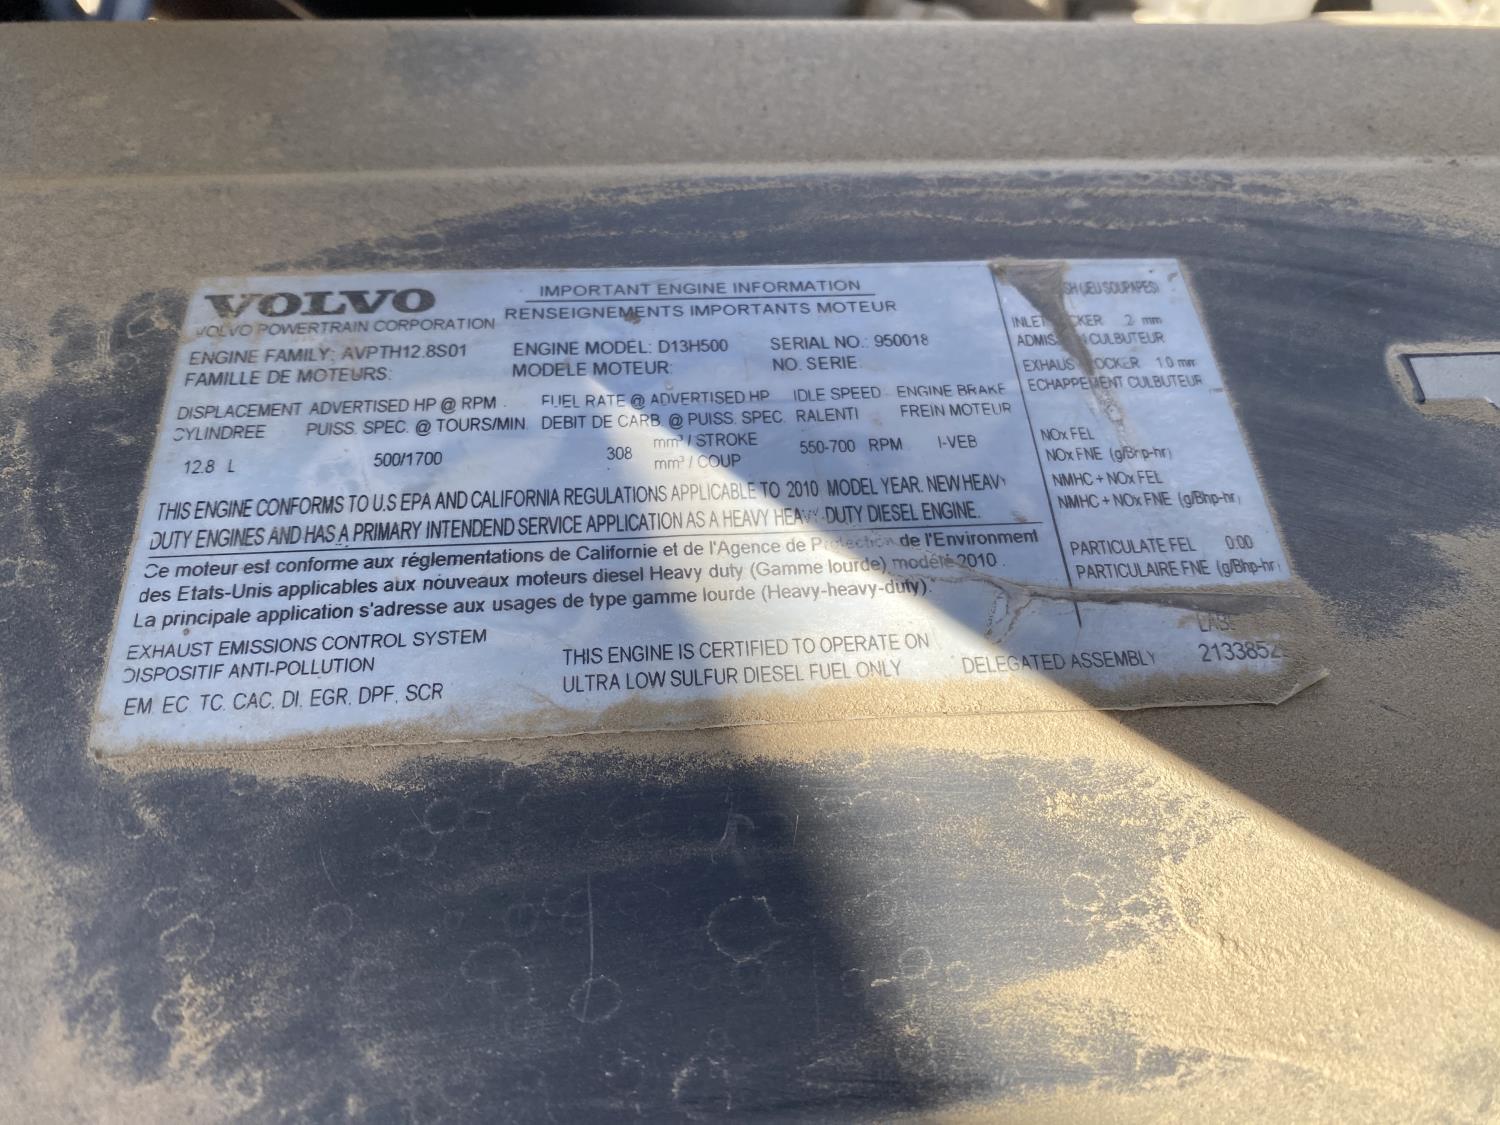 VOLVO
VOLVO POWERTRAIN CORPORATION
IMPORTANT ENGINE INFORMATION
RENSEIGNEMENTS IMPORTANTS MOTEUR
ENGINE FAMILY: AVPTH12.8S01
FAMILLE DE MOTEURS:
ENGINE MODEL: D13H500
MODELE MOTEUR:
SERIAL NO.: 950018
NO. SERIE:
DISPLACEMENT
CYLINDREE
12.8 L
ADVERTISED HP @ RPM
PUISS. SPEC. @ TOURS/MIN.
500/1700
FUEL RATE @ ADVERTISED HP
DEBIT DE CARB. @ PUISS. SPEC.
308 mm³ / STROKE
mm³ / COUP
IDLE SPEED
RALENTI
550-700 RPM
ENGINE BRAKE
FREIN MOTEUR
I-VEB
THIS ENGINE CONFORMS TO U.S EPA AND CALIFORNIA REGULATIONS APPLICABLE TO 2010 MODEL YEAR. NEW HEAVY
DUTY ENGINES AND HAS A PRIMARY INTENDEND SERVICE APPLICATION AS A HEAVY HEAVY-DUTY DIESEL ENGINE.
Ce moteur est conforme aux réglementations de Californie et de l'Agence de Protection de l'Environment
des Etats-Unis applicables aux nouveaux moteurs diesel Heavy duty (Gamme lourde) modèle 2010.
La principale application s'adresse aux usages de type gamme lourde (Heavy-heavy-duty).
EXHAUST EMISSIONS CONTROL SYSTEM
DISPOSITIF ANTI-POLLUTION
EM, EC, TC, CAC, DI, EGR, DPF, SCR
THIS ENGINE IS CERTIFIED TO OPERATE ON
ULTRA LOW SULFUR DIESEL FUEL ONLY
DELEGATED ASSEMBLY
(JEU SOUPAPES)
2 mm
CULBUTEUR
1.0 mm
ECHAPPEMENT CULBUTEUR
NOx FEL
NOx FNE (g/Bhp-hr)
NMHC + NOx FEL
NMHC + NOx FNE (g/Bhp-hr)
PARTICULATE FEL 0.00
PARTICULAIRE FNE (g/Bhp-hr)
2133852